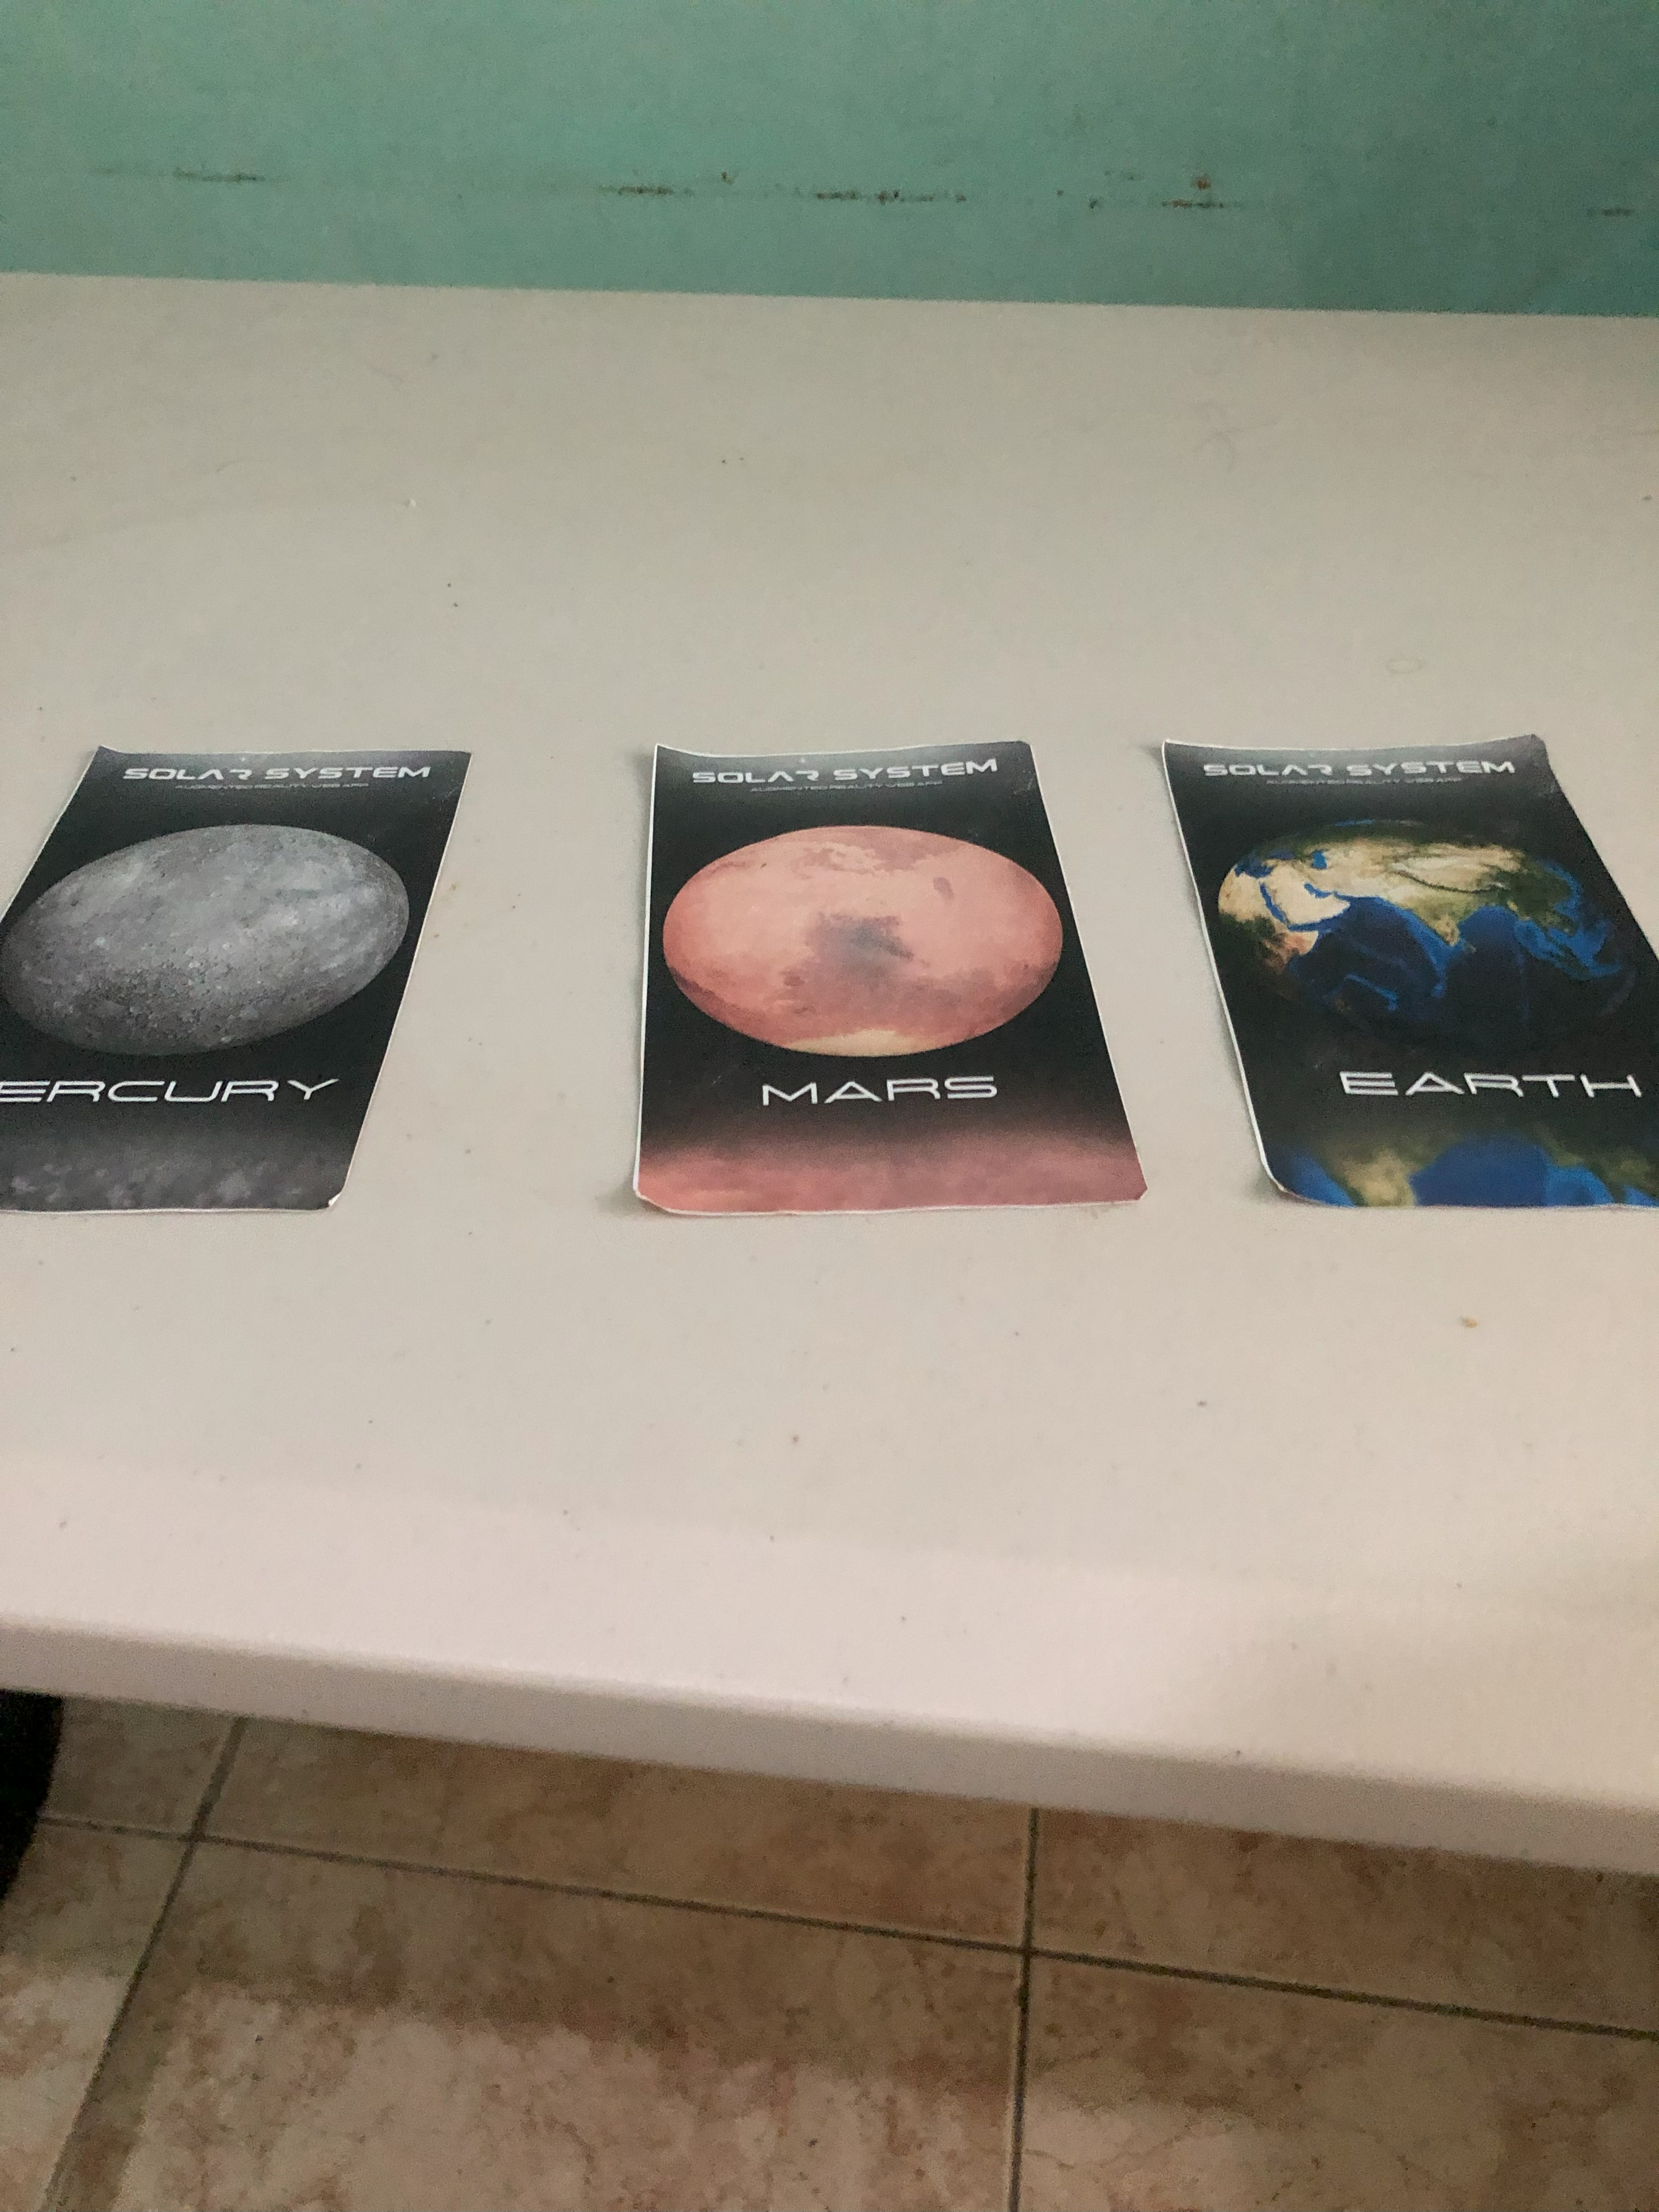 SOLAR SYSTEM
AUGMENTED REALITY WEB APP
ERCURY
SOLAR SYSTEM
AUGMENTED REALITY WEB APP
MARS
SOLAR SYSTEM
AUGMENTED REALITY WEB APP
EARTH